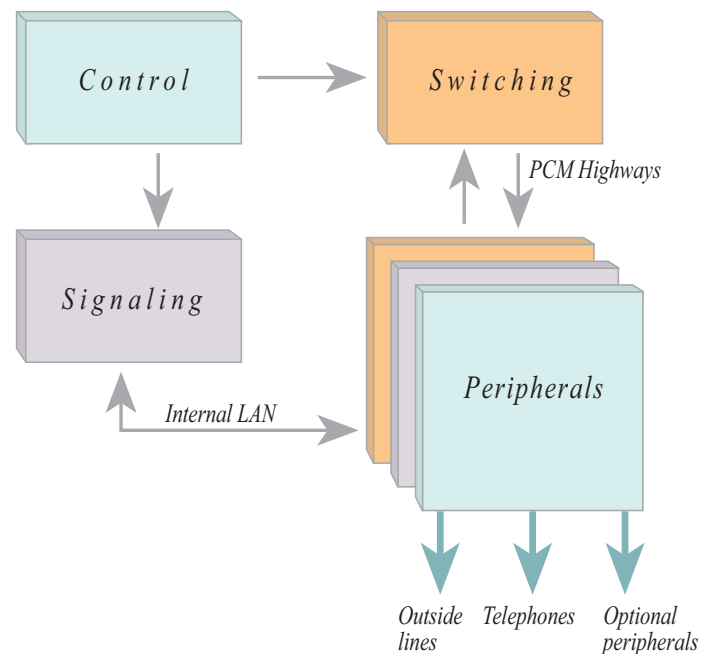 Control
Switching
PCM Highways
Signaling
Peripherals
Internal LAN
Outside
lines
Telephones
Optional
peripherals